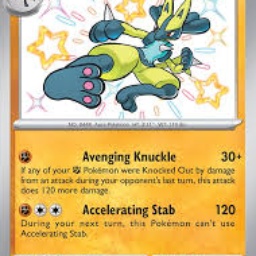 Avenging Knuckle 30+
If any of your Pokémon were Knocked Out by damage
from an attack during your opponent's last turn, this attack
does 120 more damage.
Accelerating Stab 120
During your next turn, this Pokémon can't use
Accelerating Stab.